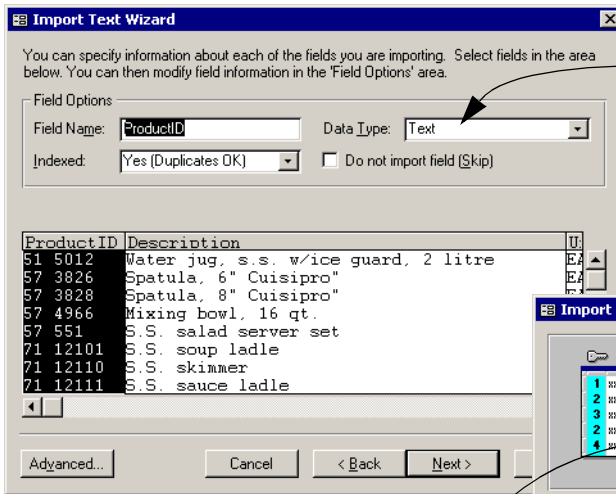 Import Text Wizard
You can specify information about each of the fields you are importing. Select fields in the area
below. You can then modify field information in the 'Field Options' area.
Field Options
Field Name: ProductID Data Type: Text
Indexed: Yes (Duplicates OK) Do not import field (Skip)
ProductID Description
51 5012 Water jug, s.s. w/ice guard, 2 litre
57 3826 Spatula, 6" Cuisipro"
57 3828 Spatula, 8" Cuisipro"
57 4966 Mixing bowl, 16 qt.
57 551 S.S. salad server set
71 12101 S.S. soup ladle
71 12110 S.S. skimmer
71 12111 S.S. sauce ladle
Import
1
2
3
2
4
Advanced... Cancel < Back Next >